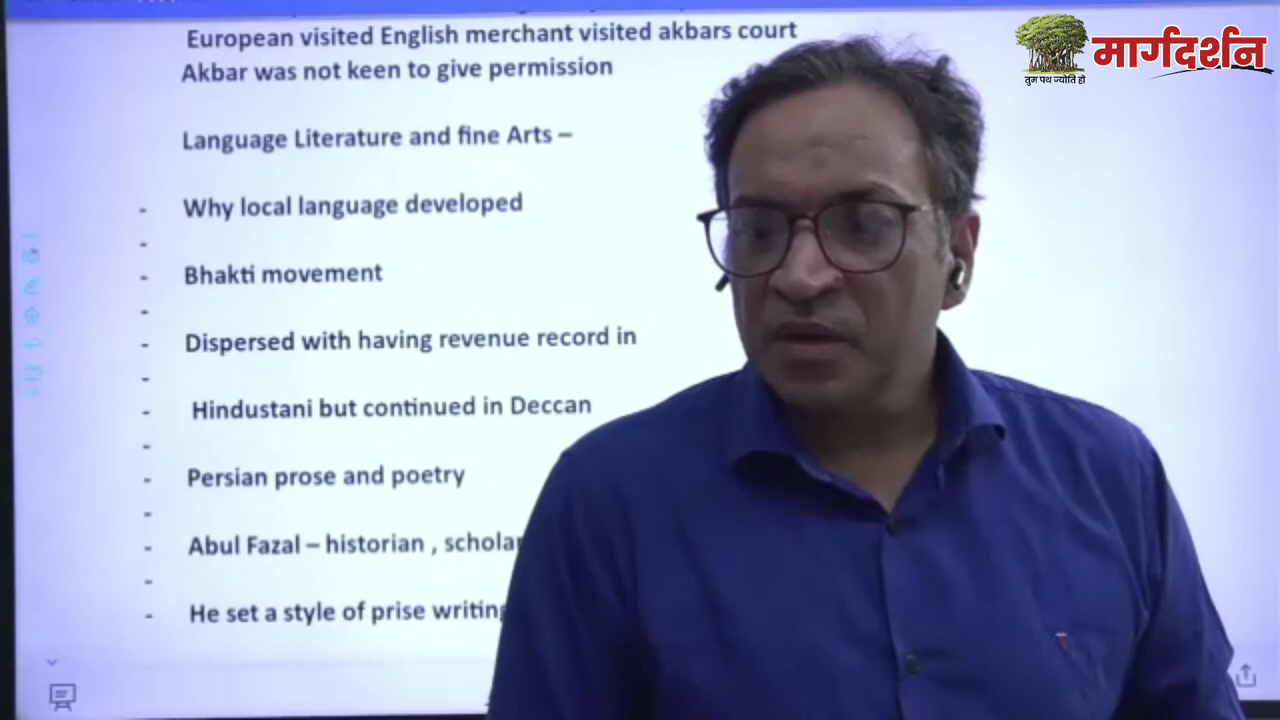 European visited English merchant visited akbars court
Akbar was not keen to give permission
Language Literature and fine Arts –
- Why local language developed
-
- Bhakti movement
-
- Dispersed with having revenue record in
-
- Hindustani but continued in Deccan
-
- Persian prose and poetry
-
- Abul Fazal – historian , scholar
-
- He set a style of prise writing
मार्गदर्शन
तुम पथ ज्योति हो